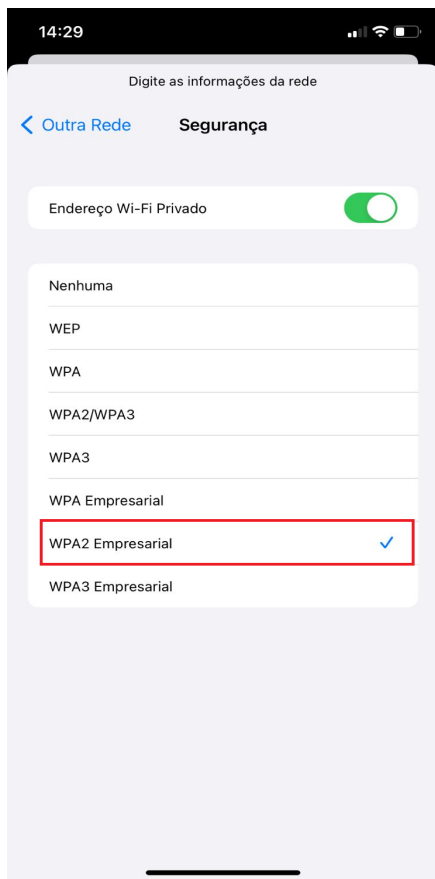 14:29
Digite as informações da rede
Outra Rede Segurança
Endereço Wi-Fi Privado
Nenhuma
WEP
WPA
WPA2/WPA3
WPA3
WPA Empresarial
WPA2 Empresarial
WPA3 Empresarial